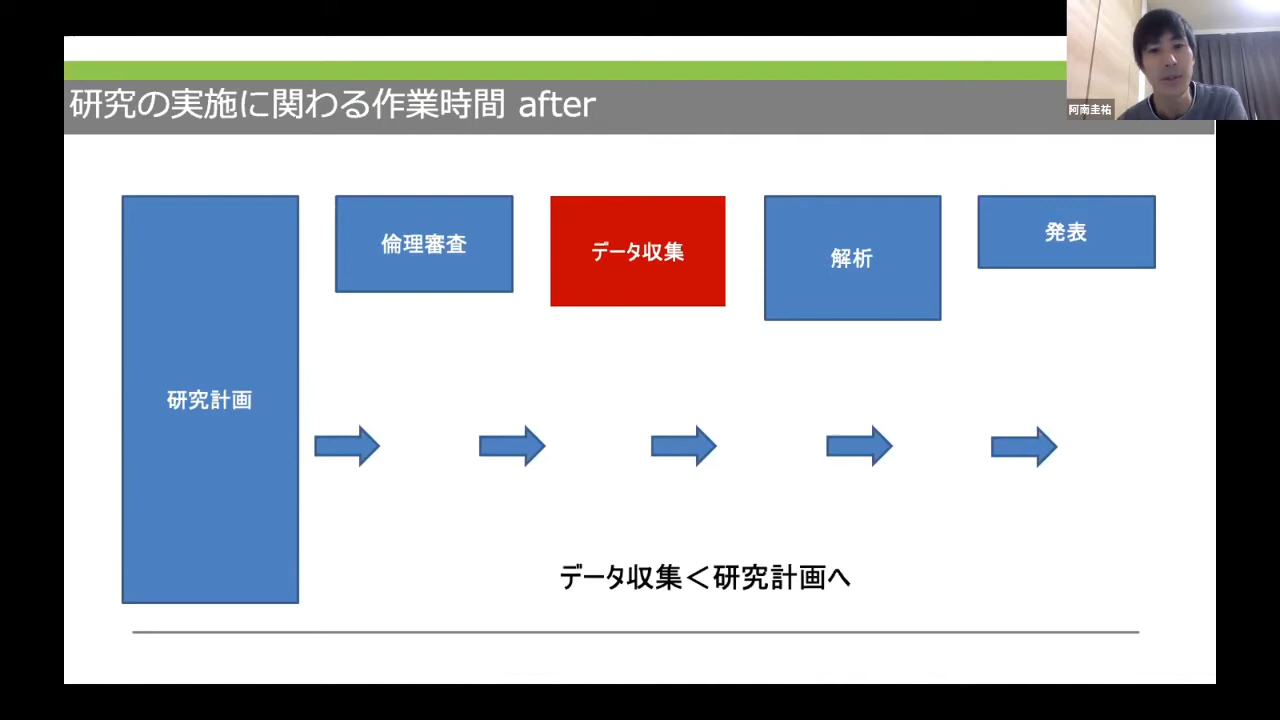 研究の実施に関わる作業時間 after
阿南圭祐
研究計画
倫理審査
データ収集
解析
発表
データ収集＜研究計画へ